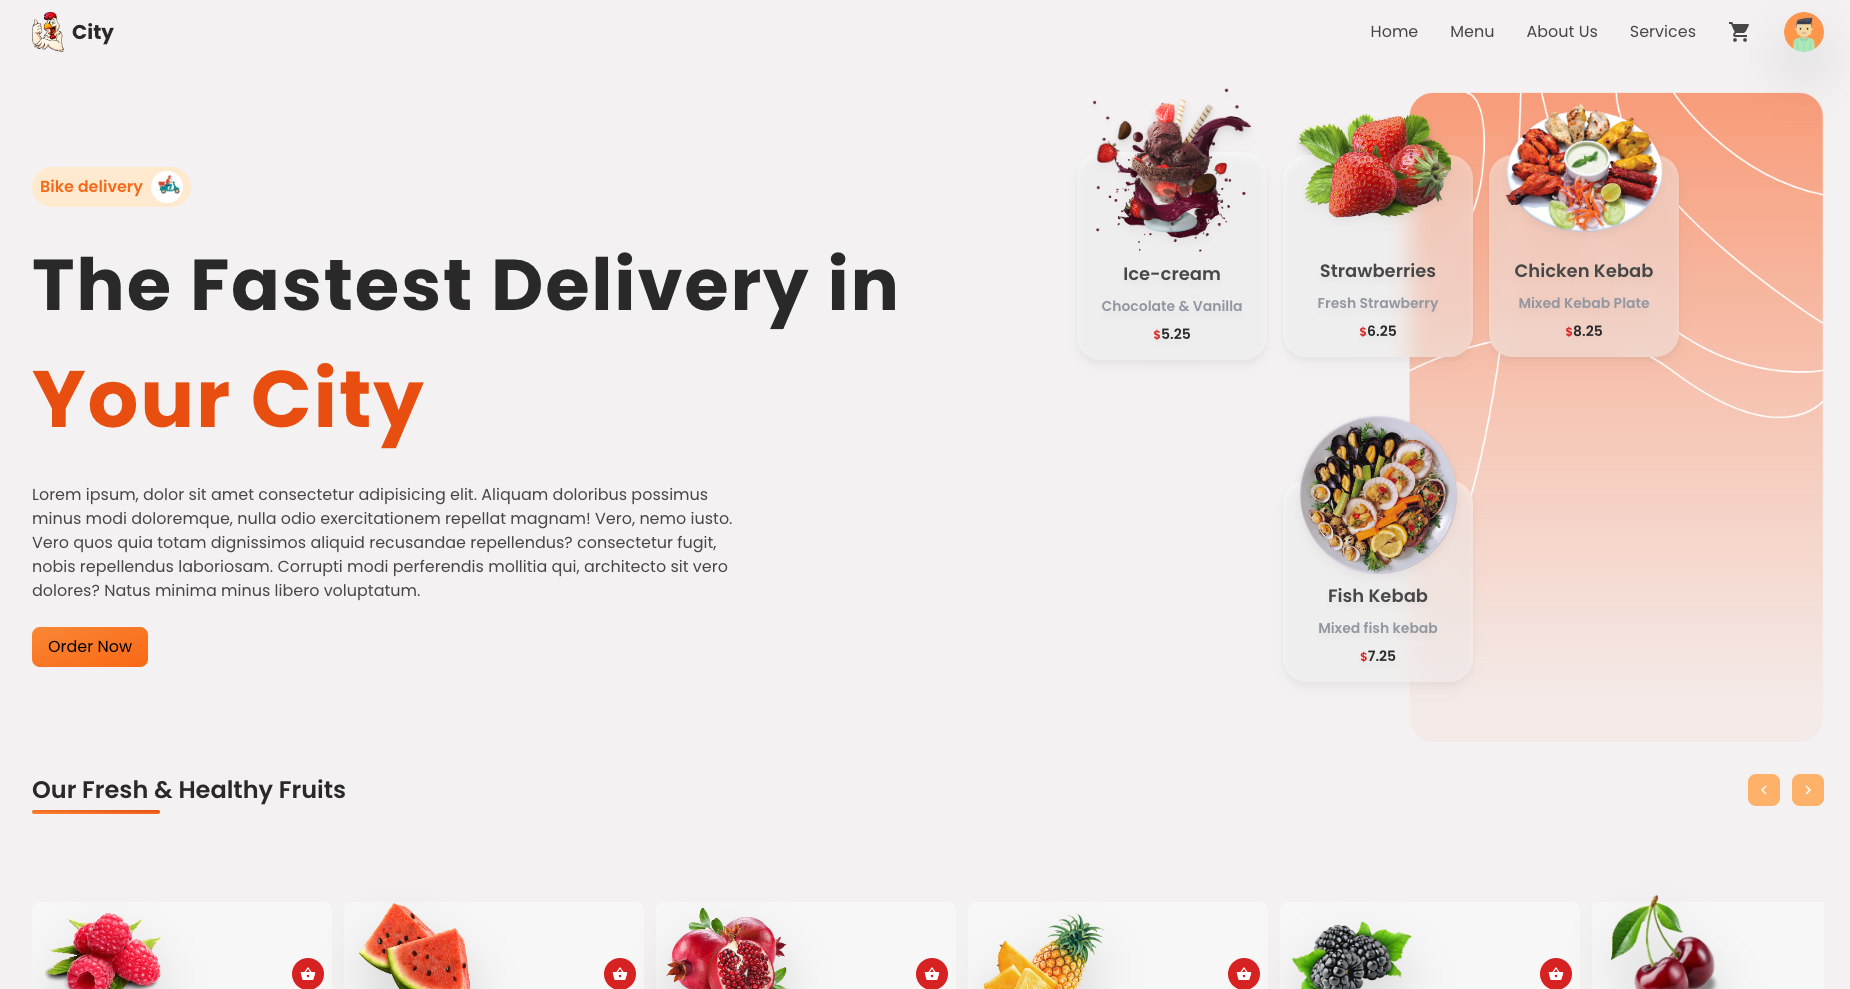 City
Home
Menu
About Us
Services
Bike delivery
The Fastest Delivery in
Your City
Lorem ipsum, dolor sit amet consectetur adipisicing elit. Aliquam doloribus possimus
minus modi doloremque, nulla odio exercitationem repellat magnam! Vero, nemo iusto.
Vero quos quia totam dignissimos aliquid recusandae repellendus? consectetur fugit,
nobis repellendus laboriosam. Corrupti modi perferendis mollitia qui, architecto sit vero
dolores? Natus minima minus libero voluptatum.
Order Now
Ice-cream
Chocolate & Vanilla
$5.25
Strawberries
Fresh Strawberry
$6.25
Chicken Kebab
Mixed Kebab Plate
$8.25
Fish Kebab
Mixed fish kebab
$7.25
Our Fresh & Healthy Fruits